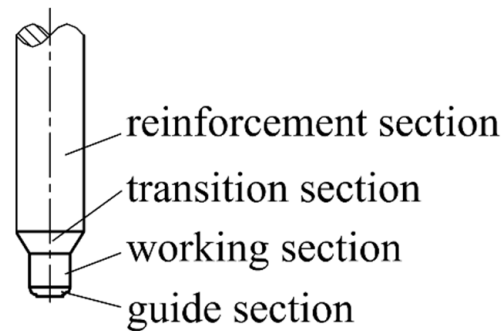 reinforcement section
transition section
working section
guide section